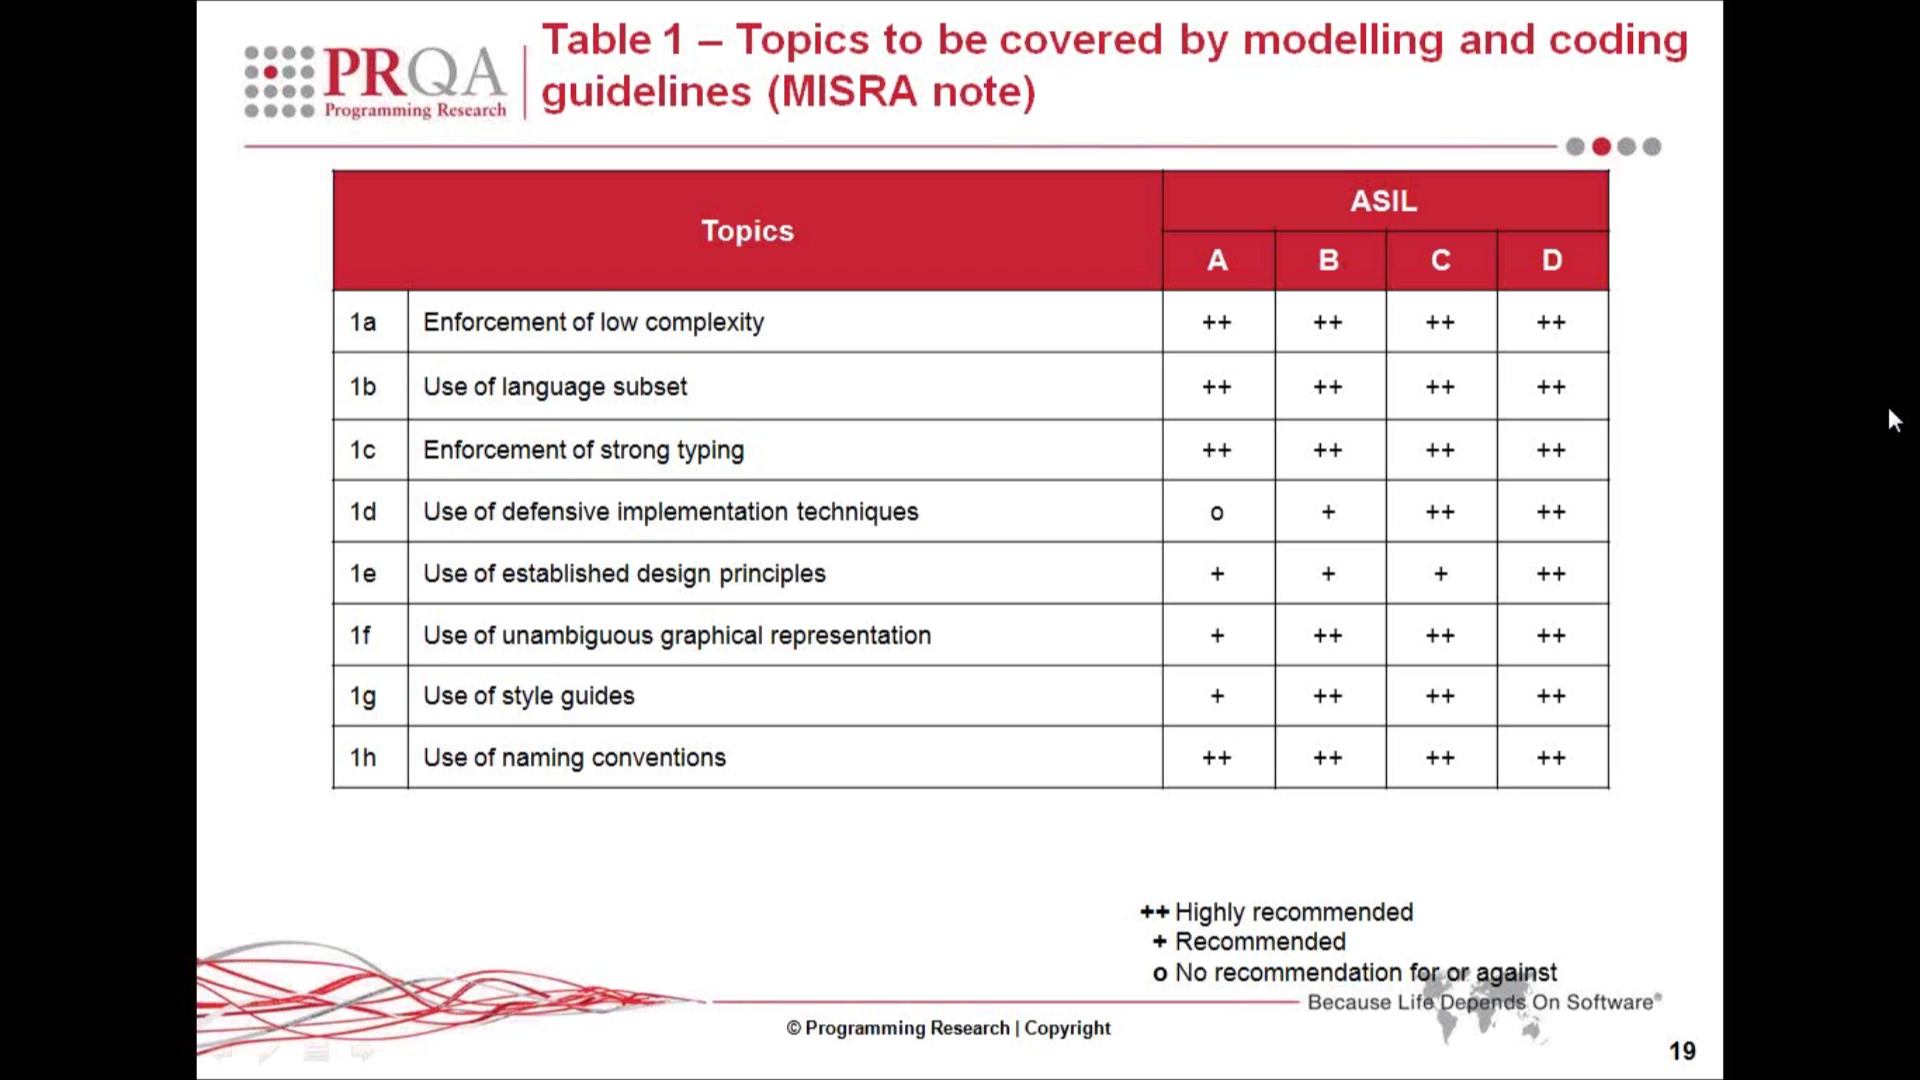 PRQA
Programming Research
Table 1 – Topics to be covered by modelling and coding
guidelines (MISRA note)
Topics
ASIL
A B C D
1a Enforcement of low complexity ++ ++ ++ ++
1b Use of language subset ++ ++ ++ ++
1c Enforcement of strong typing ++ ++ ++ ++
1d Use of defensive implementation techniques o + ++ ++
1e Use of established design principles + + + ++
1f Use of unambiguous graphical representation + ++ ++ ++
1g Use of style guides + ++ ++ ++
1h Use of naming conventions ++ ++ ++ ++
++ Highly recommended
+ Recommended
o No recommendation for or against
Because Life Depends On Software®
© Programming Research | Copyright
19